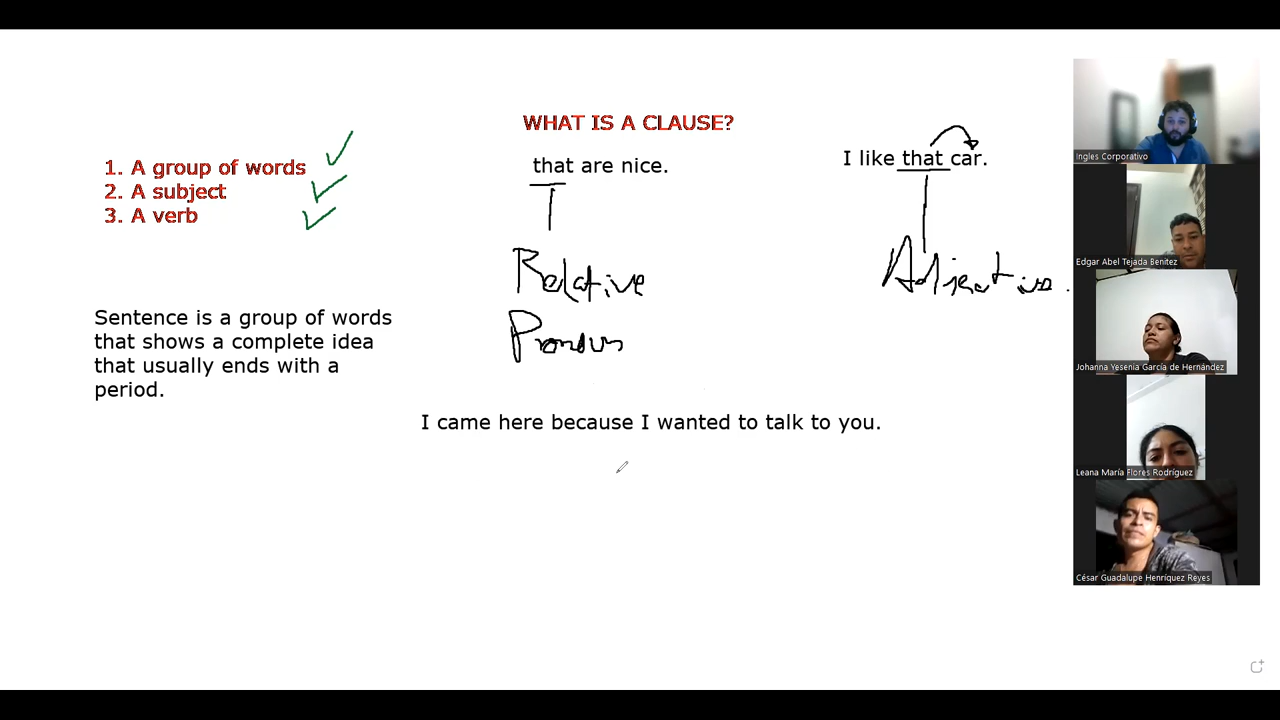 WHAT IS A CLAUSE?
1. A group of words
2. A subject
3. A verb
that are nice.
I like that car.
Relative
Pronoun
Adjective.
Sentence is a group of words
that shows a complete idea
that usually ends with a
period.
I came here because I wanted to talk to you.
Ingles Corporativo
Edgar Abel Tejada Benitez
Johanna Yesenia García de Hernández
Leana María Flores Rodríguez
César Guadalupe Henríquez Reyes